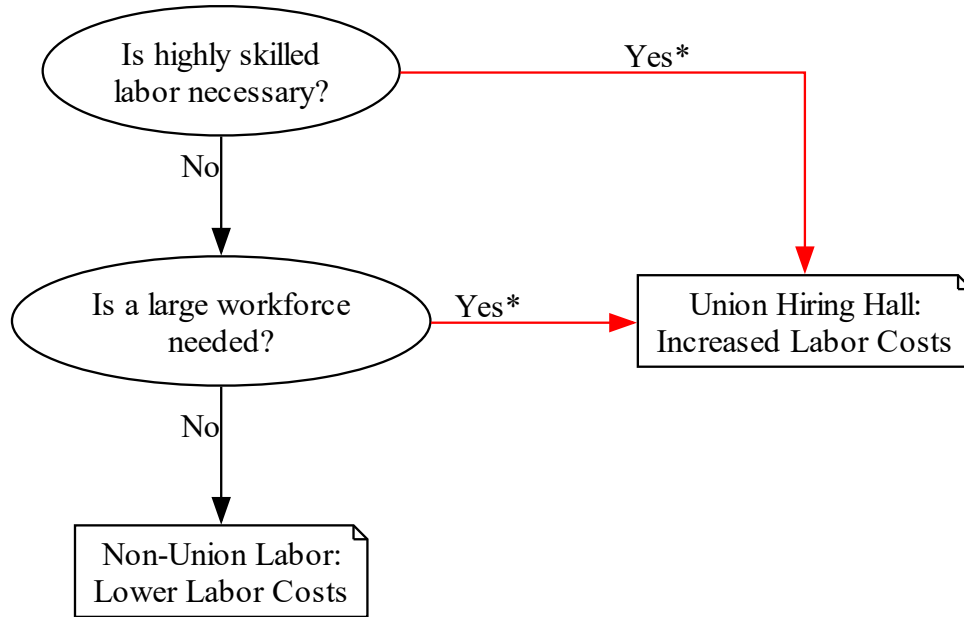 Is highly skilled
labor necessary?
Yes*
No
Is a large workforce
needed?
Yes*
Union Hiring Hall:
Increased Labor Costs
No
Non-Union Labor:
Lower Labor Costs